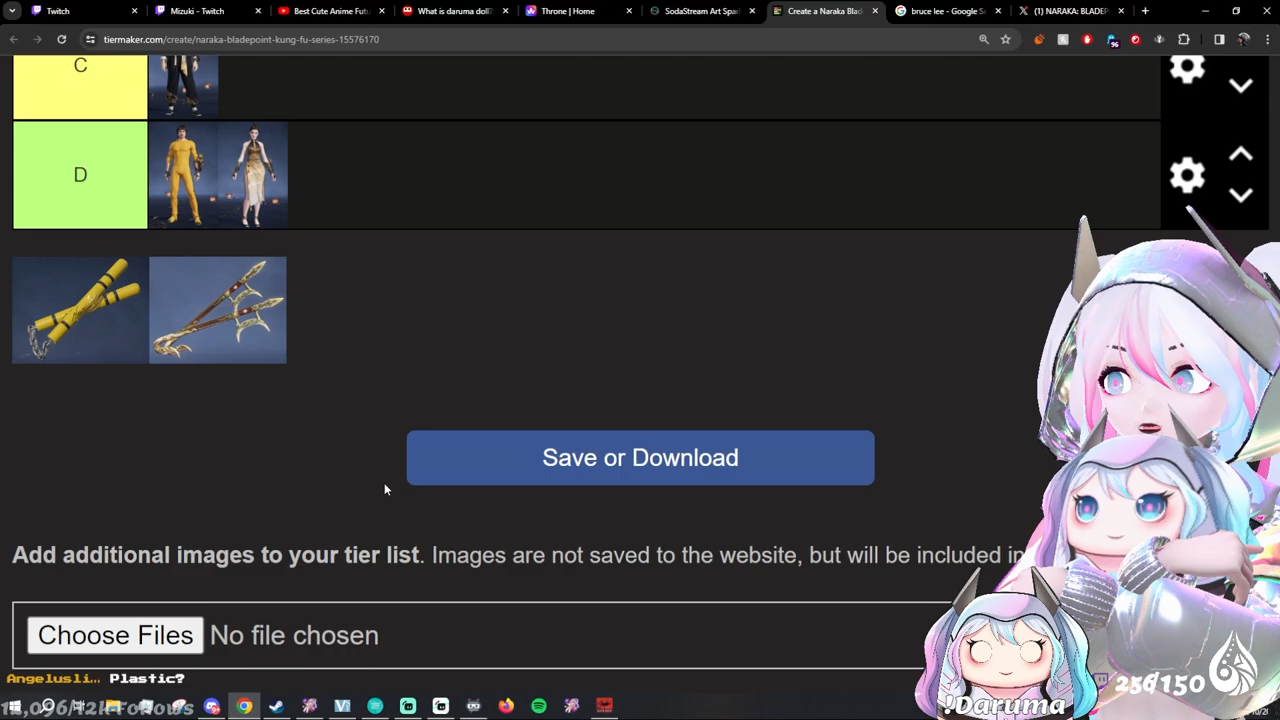 Twitch
Mizuki - Twitch
Best Cute Anime Futu
What is daruma doll?
Throne | Home
SodaStream Art Spar
Create a Naraka Blad
bruce lee - Google S
(1) NARAKA: BLADEP
tiermaker.com/create/naraka-bladepoint-kung-fu-series-15576170
96
C
D
Save or Download
Add additional images to your tier list. Images are not saved to the website, but will be included in
Choose Files No file chosen
Angelusli… Plastic?
!Daruma